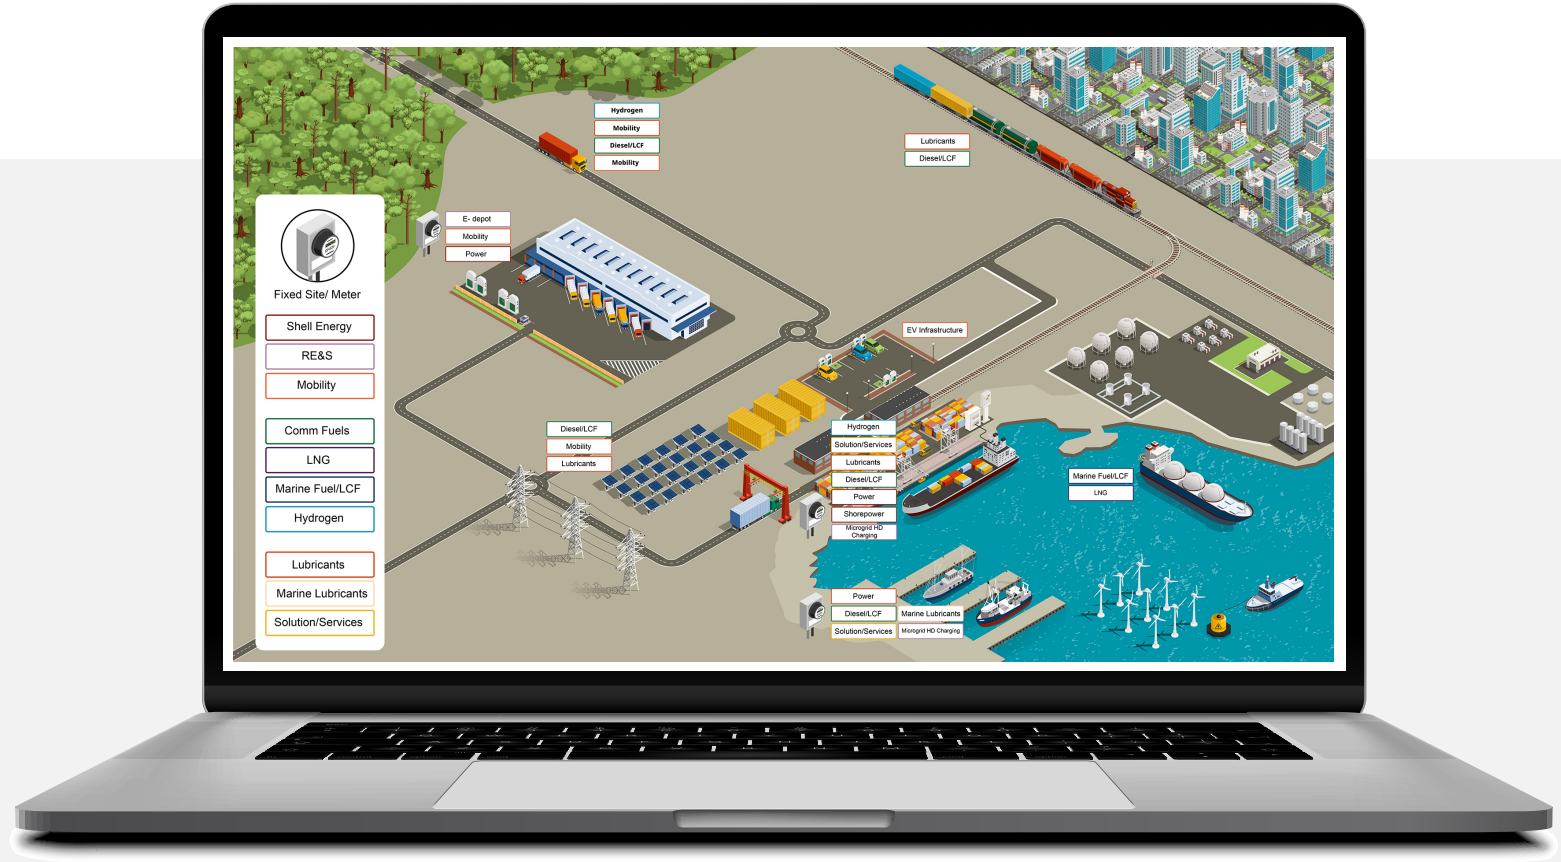 Hydrogen
Mobility
Diesel/LCF
Mobility
Lubricants
Diesel/LCF
E- depot
Mobility
Power
Fixed Site/ Meter
Shell Energy
RE&S
Mobility
Comm Fuels
LNG
Marine Fuel/LCF
Hydrogen
Lubricants
Marine Lubricants
Solution/Services
EV Infrastructure
Diesel/LCF
Mobility
Lubricants
Hydrogen
Solution/Services
Lubricants
Diesel/LCF
Power
Shorepower
Microgrid HD
Charging
Marine Fuel/LCF
LNG
Power
Diesel/LCF
Marine Lubricants
Solution/Services
Microgrid HD Charging